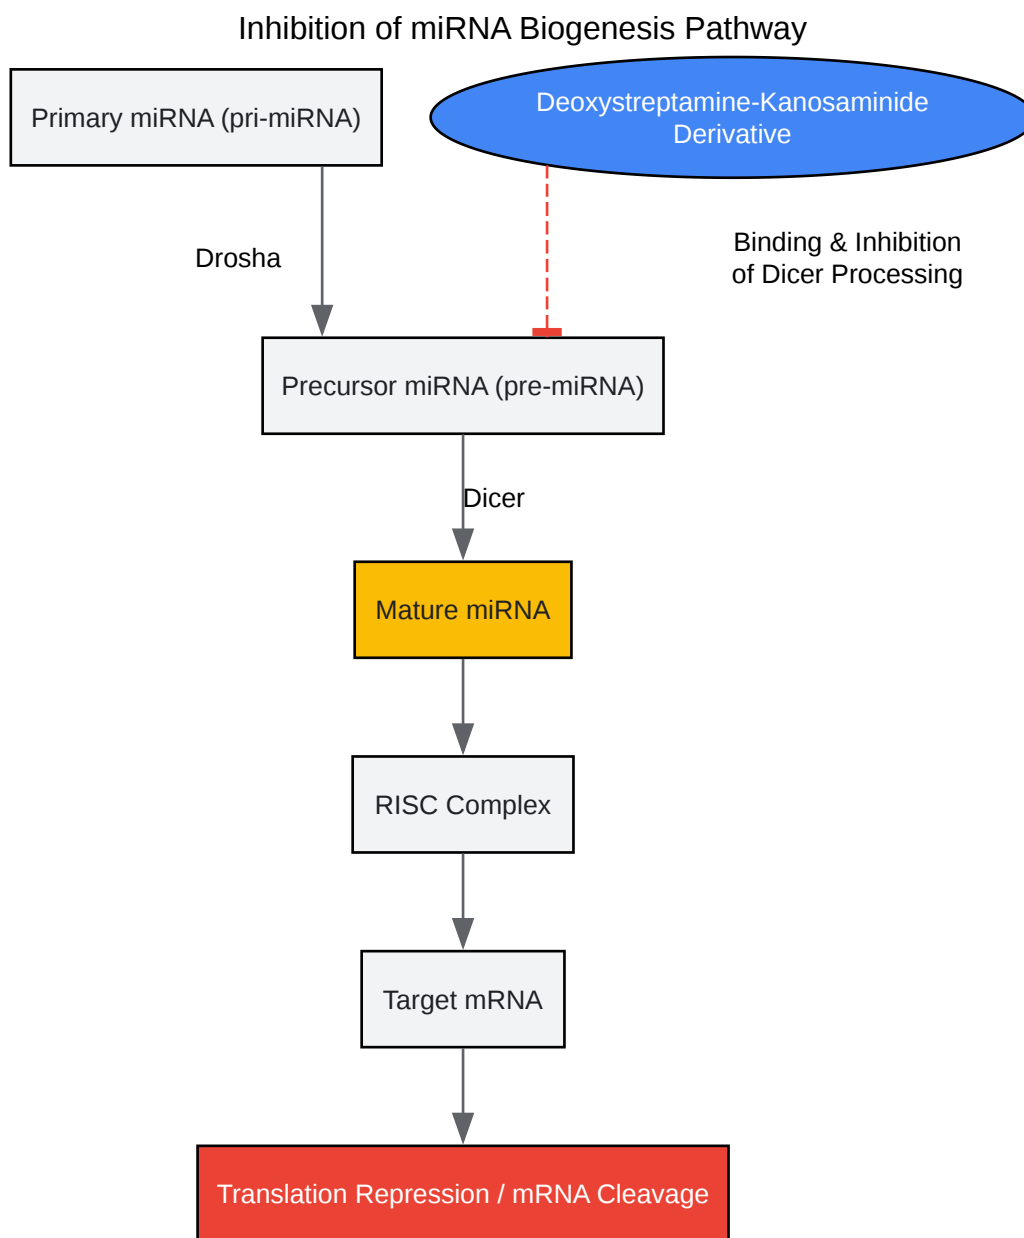 Inhibition of miRNA Biogenesis Pathway
Primary miRNA (pri-miRNA)
Deoxystreptamine-Kanosaminide
Derivative
Drosha
Binding & Inhibition
of Dicer Processing
Precursor miRNA (pre-miRNA)
Dicer
Mature miRNA
RISC Complex
Target mRNA
Translation Repression / mRNA Cleavage